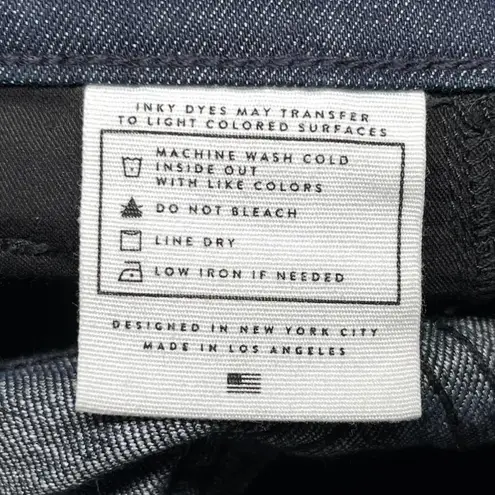 INKY DYES MAY TRANSFER
TO LIGHT COLORED SURFACES
MACHINE WASH COLD
INSIDE OUT
WITH LIKE COLORS
DO NOT BLEACH
LINE DRY
LOW IRON IF NEEDED
DESIGNED IN NEW YORK CITY
MADE IN LOS ANGELES